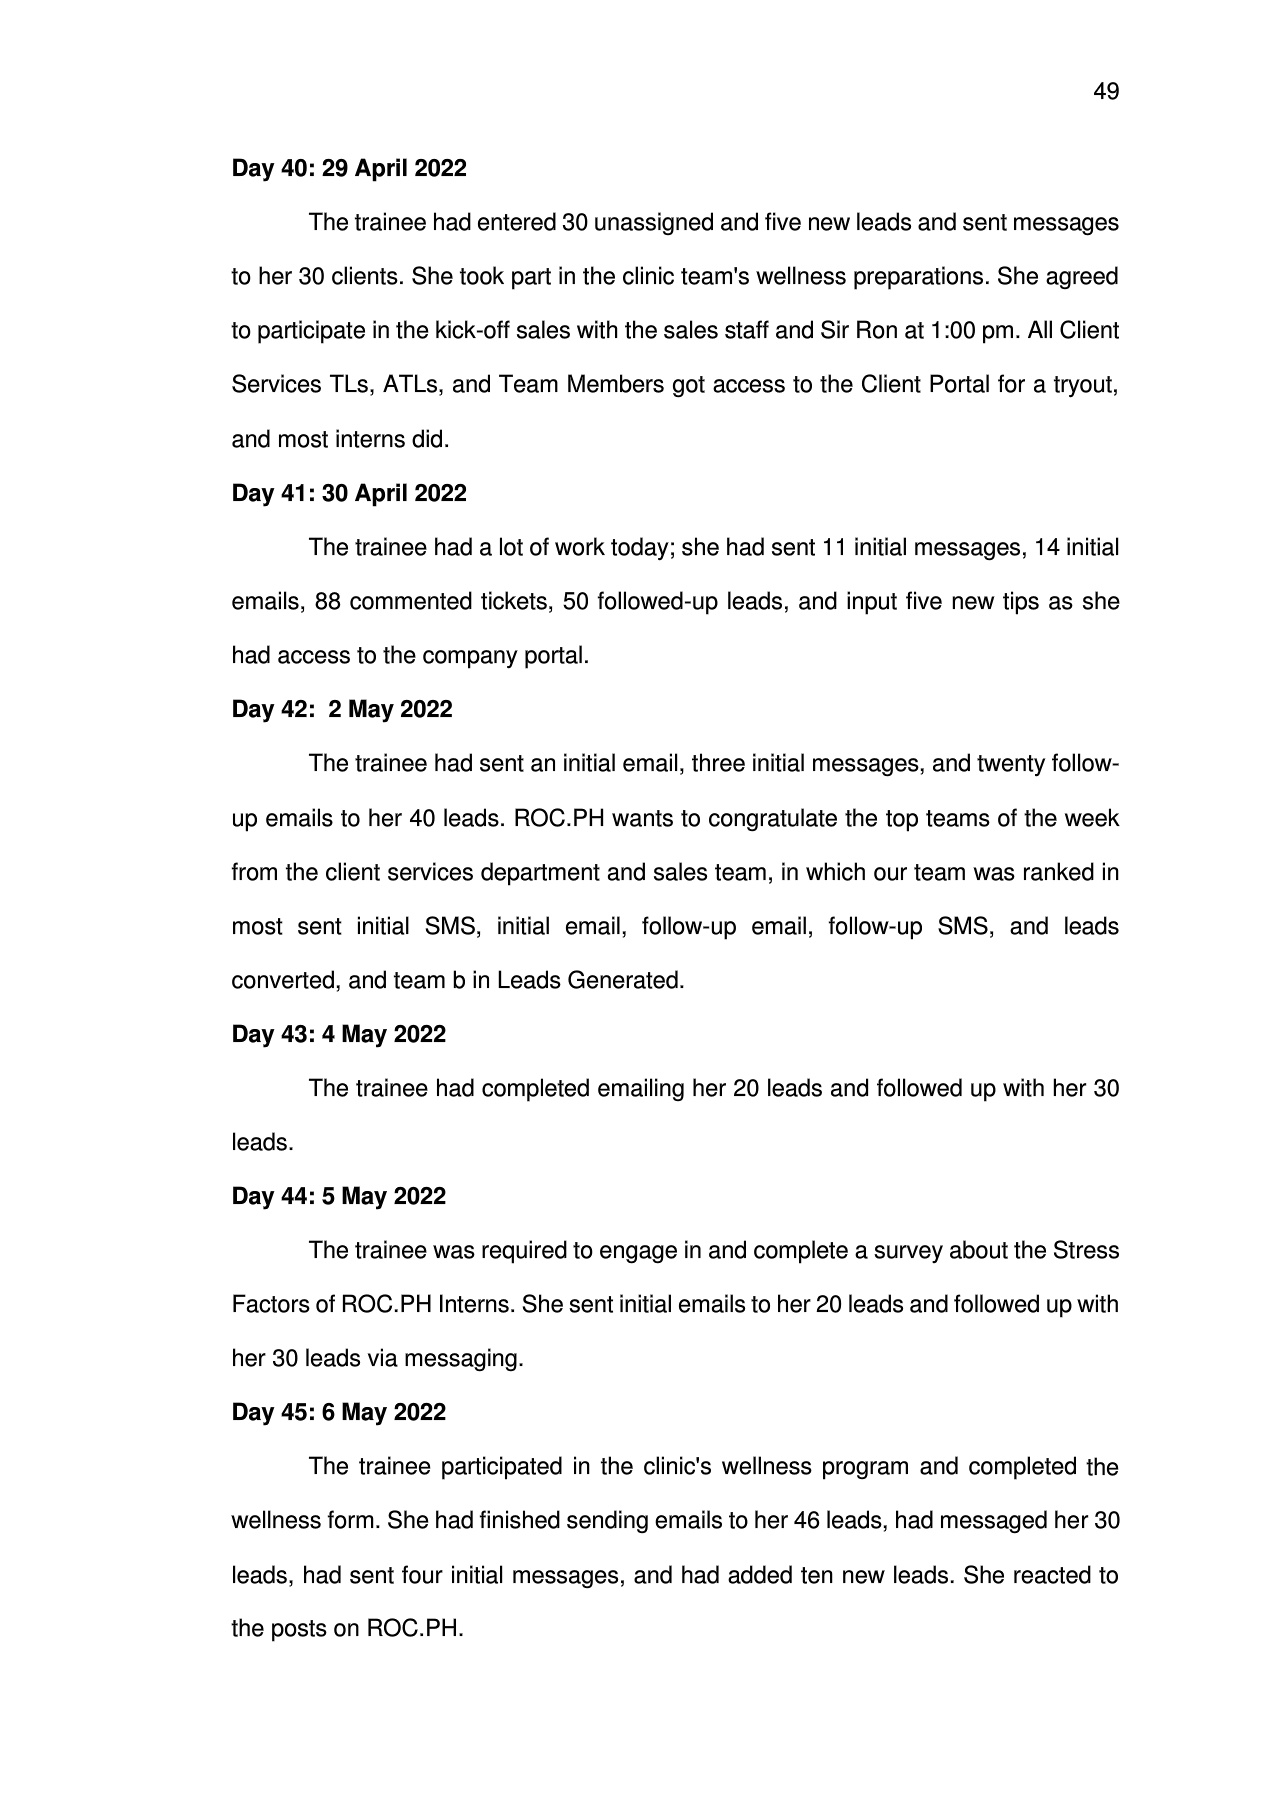 49
Day 40: 29 April 2022
The trainee had entered 30 unassigned and five new leads and sent messages
to her 30 clients. She took part in the clinic team's wellness preparations. She agreed
to participate in the kick-off sales with the sales staff and Sir Ron at 1:00 pm. All Client
Services TLs, ATLs, and Team Members got access to the Client Portal for a tryout,
and most interns did.
Day 41: 30 April 2022
The trainee had a lot of work today; she had sent 11 initial messages, 14 initial
emails, 88 commented tickets, 50 followed-up leads, and input five new tips as she
had access to the company portal.
Day 42:  2 May 2022
The trainee had sent an initial email, three initial messages, and twenty follow-
up emails to her 40 leads. ROC.PH wants to congratulate the top teams of the week
from the client services department and sales team, in which our team was ranked in
most sent initial SMS, initial email, follow-up email, follow-up SMS, and leads
converted, and team b in Leads Generated.
Day 43: 4 May 2022
The trainee had completed emailing her 20 leads and followed up with her 30
leads.
Day 44: 5 May 2022
The trainee was required to engage in and complete a survey about the Stress
Factors of ROC.PH Interns. She sent initial emails to her 20 leads and followed up with
her 30 leads via messaging.
Day 45: 6 May 2022
The trainee participated in the clinic's wellness program and completed the
wellness form. She had finished sending emails to her 46 leads, had messaged her 30
leads, had sent four initial messages, and had added ten new leads. She reacted to
the posts on ROC.PH.